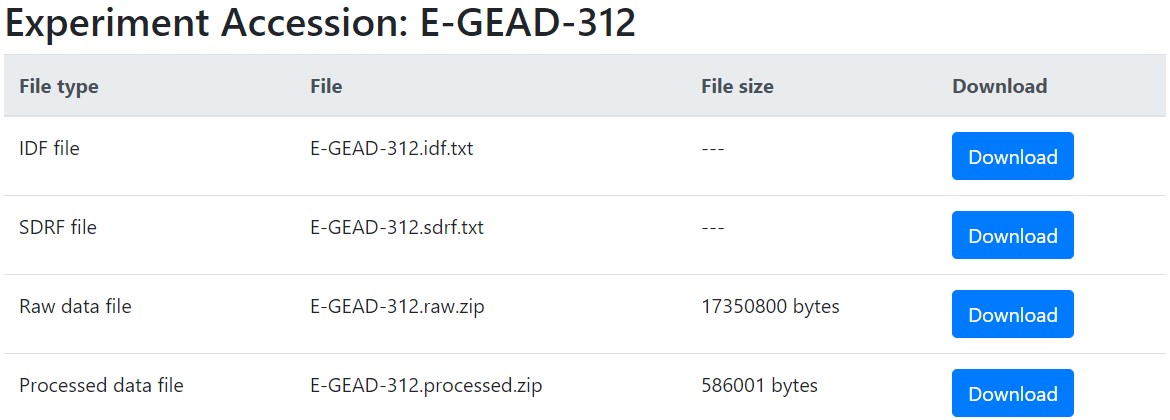 Experiment Accession: E-GEAD-312
File type File File size Download
IDF file E-GEAD-312.idf.txt --- Download
SDRF file E-GEAD-312.sdrf.txt --- Download
Raw data file E-GEAD-312.raw.zip 17350800 bytes Download
Processed data file E-GEAD-312.processed.zip 586001 bytes Download